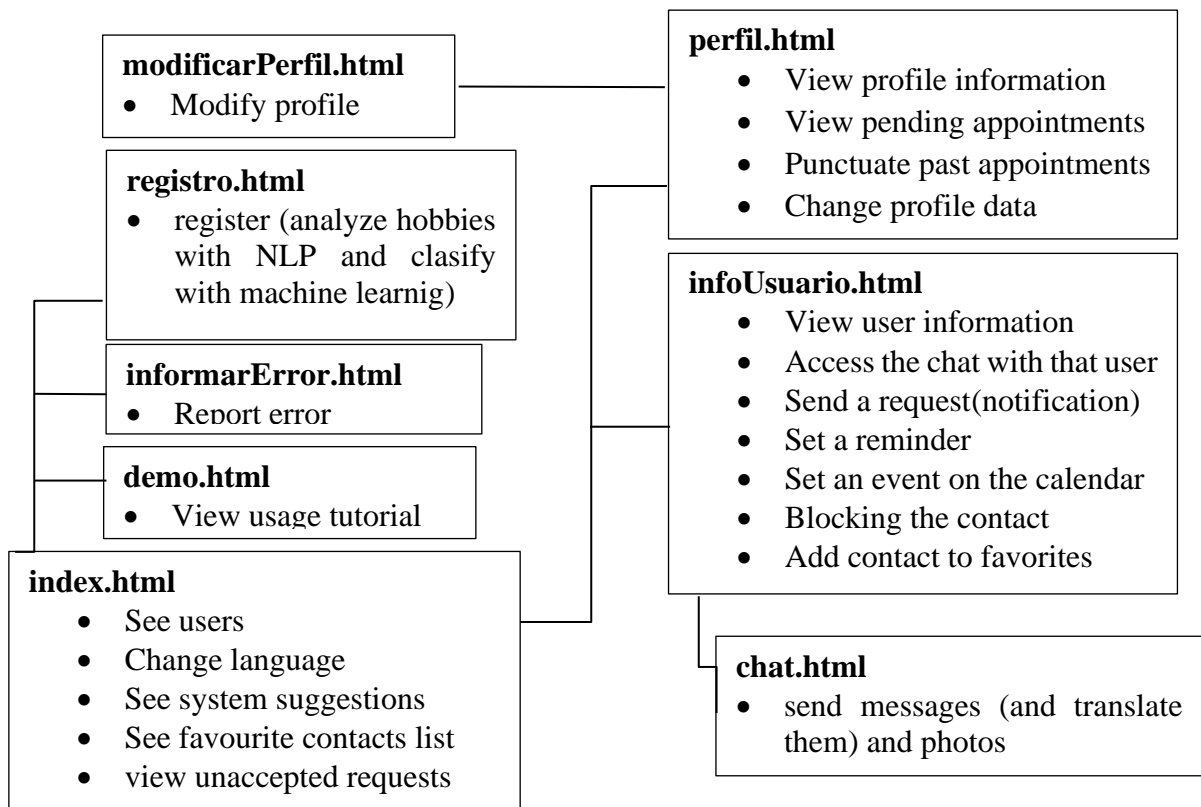 modificarPerfil.html
• Modify profile
registro.html
• register (analyze hobbies
with NLP and clasify
with machine learnig)
informarError.html
• Report error
demo.html
• View usage tutorial
index.html
• See users
• Change language
• See system suggestions
• See favourite contacts list
• view unaccepted requests
perfil.html
• View profile information
• View pending appointments
• Punctuate past appointments
• Change profile data
infoUsuario.html
• View user information
• Access the chat with that user
• Send a request(notification)
• Set a reminder
• Set an event on the calendar
• Blocking the contact
• Add contact to favorites
chat.html
• send messages (and translate
them) and photos